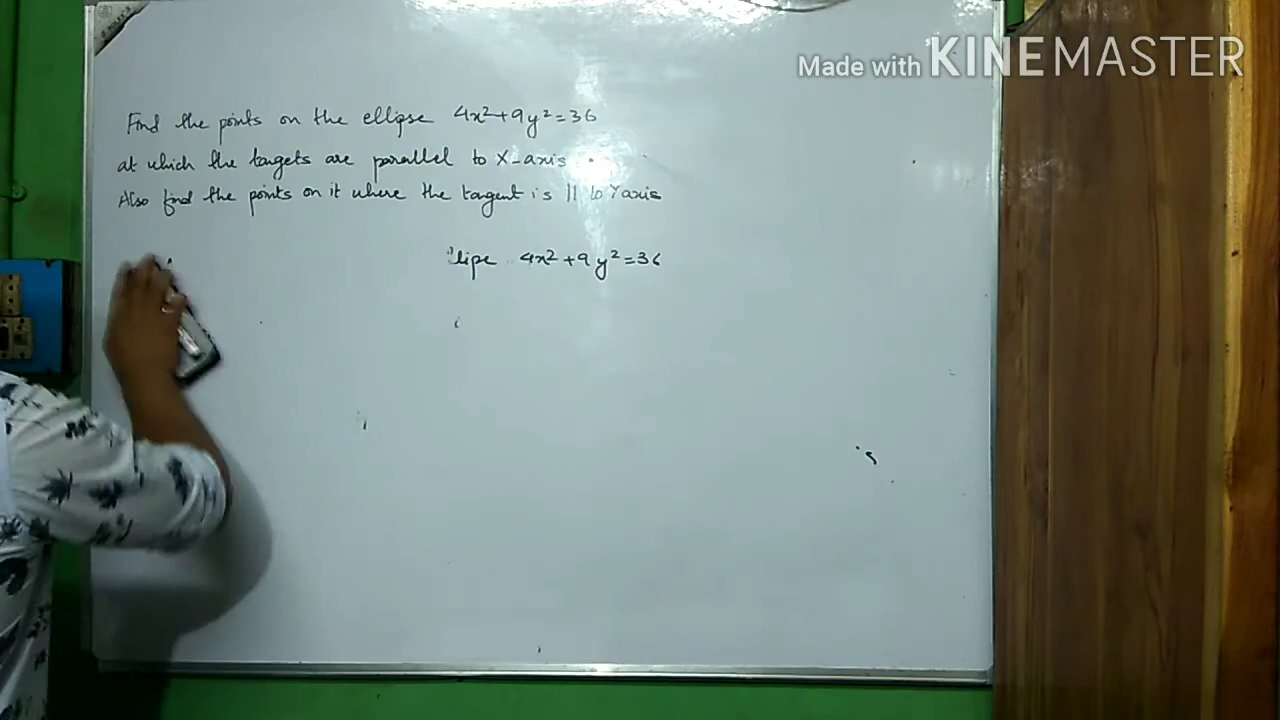 Made with KINEMASTER
Find the points on the ellipse 4x²+9y²=36
at which the tangets are parallel to X-axis.
Also find the points on it where the tangent is || to Y axis
lipse 4x²+9y²=36